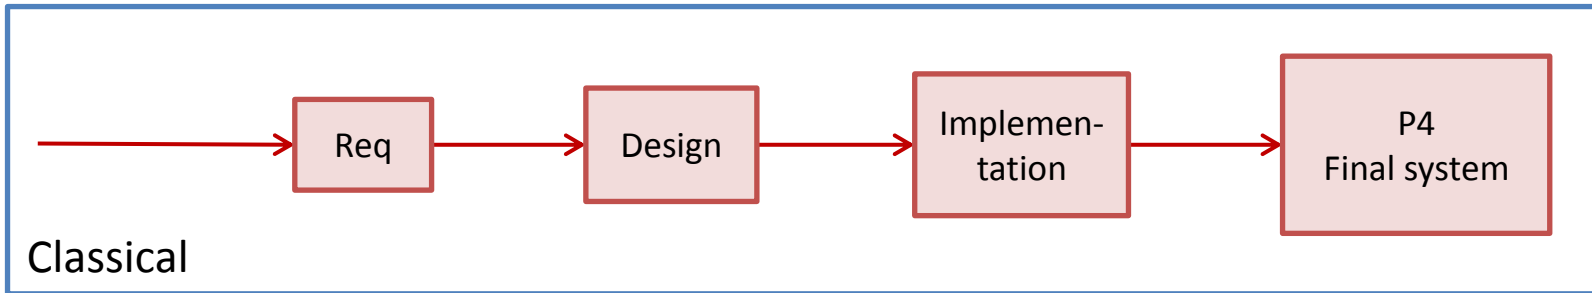 Req
Design
Implemen-
tation
P4
Final system
Classical